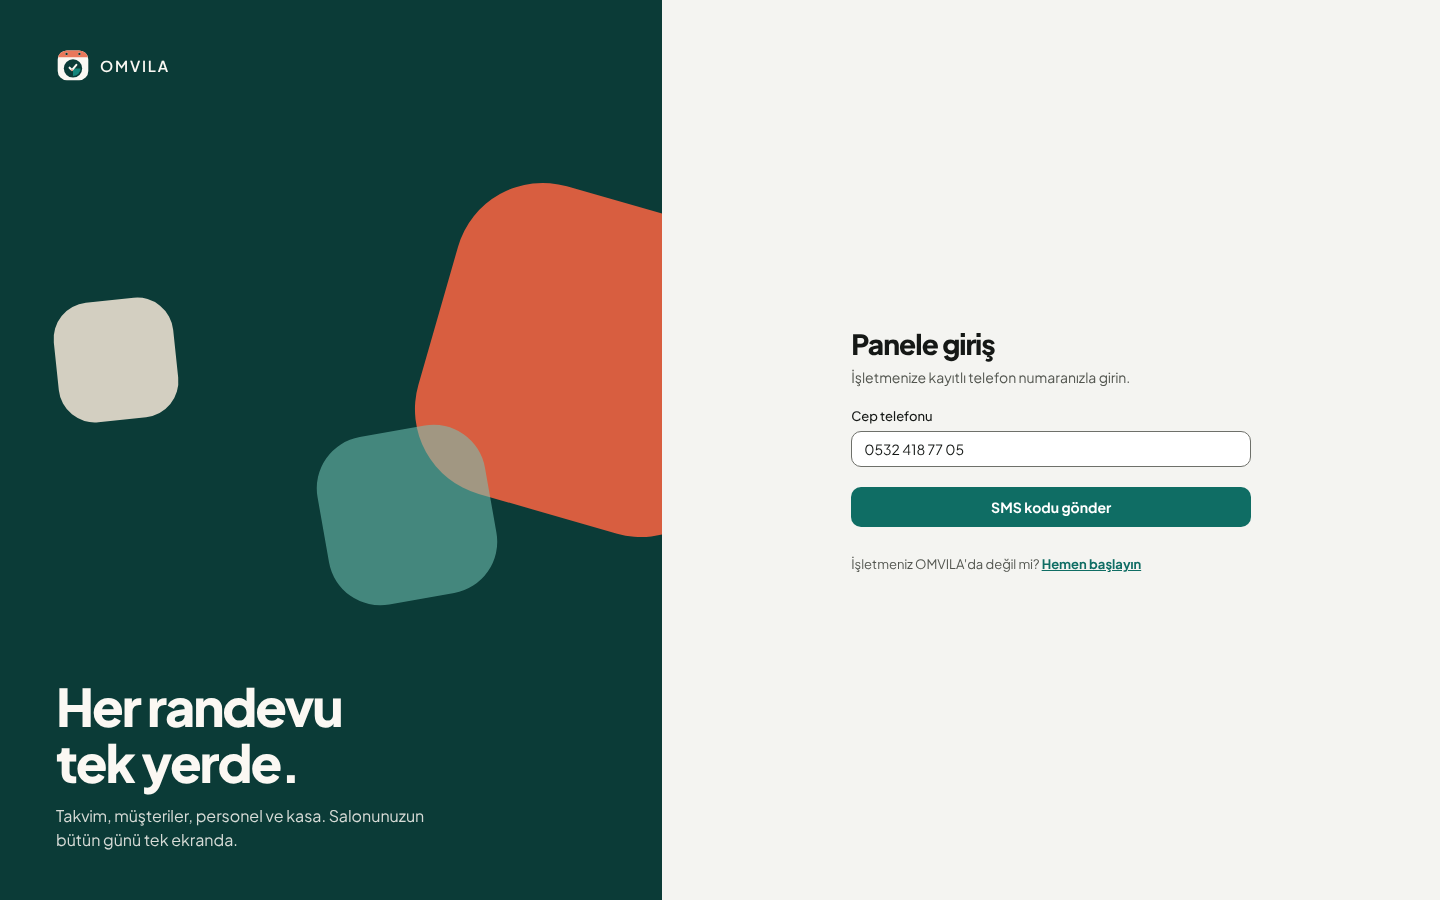 OMVILA
Her randevu
tek yerde.
Takvim, müşteriler, personel ve kasa. Salonunuzun
bütün günü tek ekranda.
Panele giriş
İşletmenize kayıtlı telefon numaranızla girin.
Cep telefonu
0532 418 77 05
SMS kodu gönder
İşletmeniz OMVILA'da değil mi? Hemen başlayın